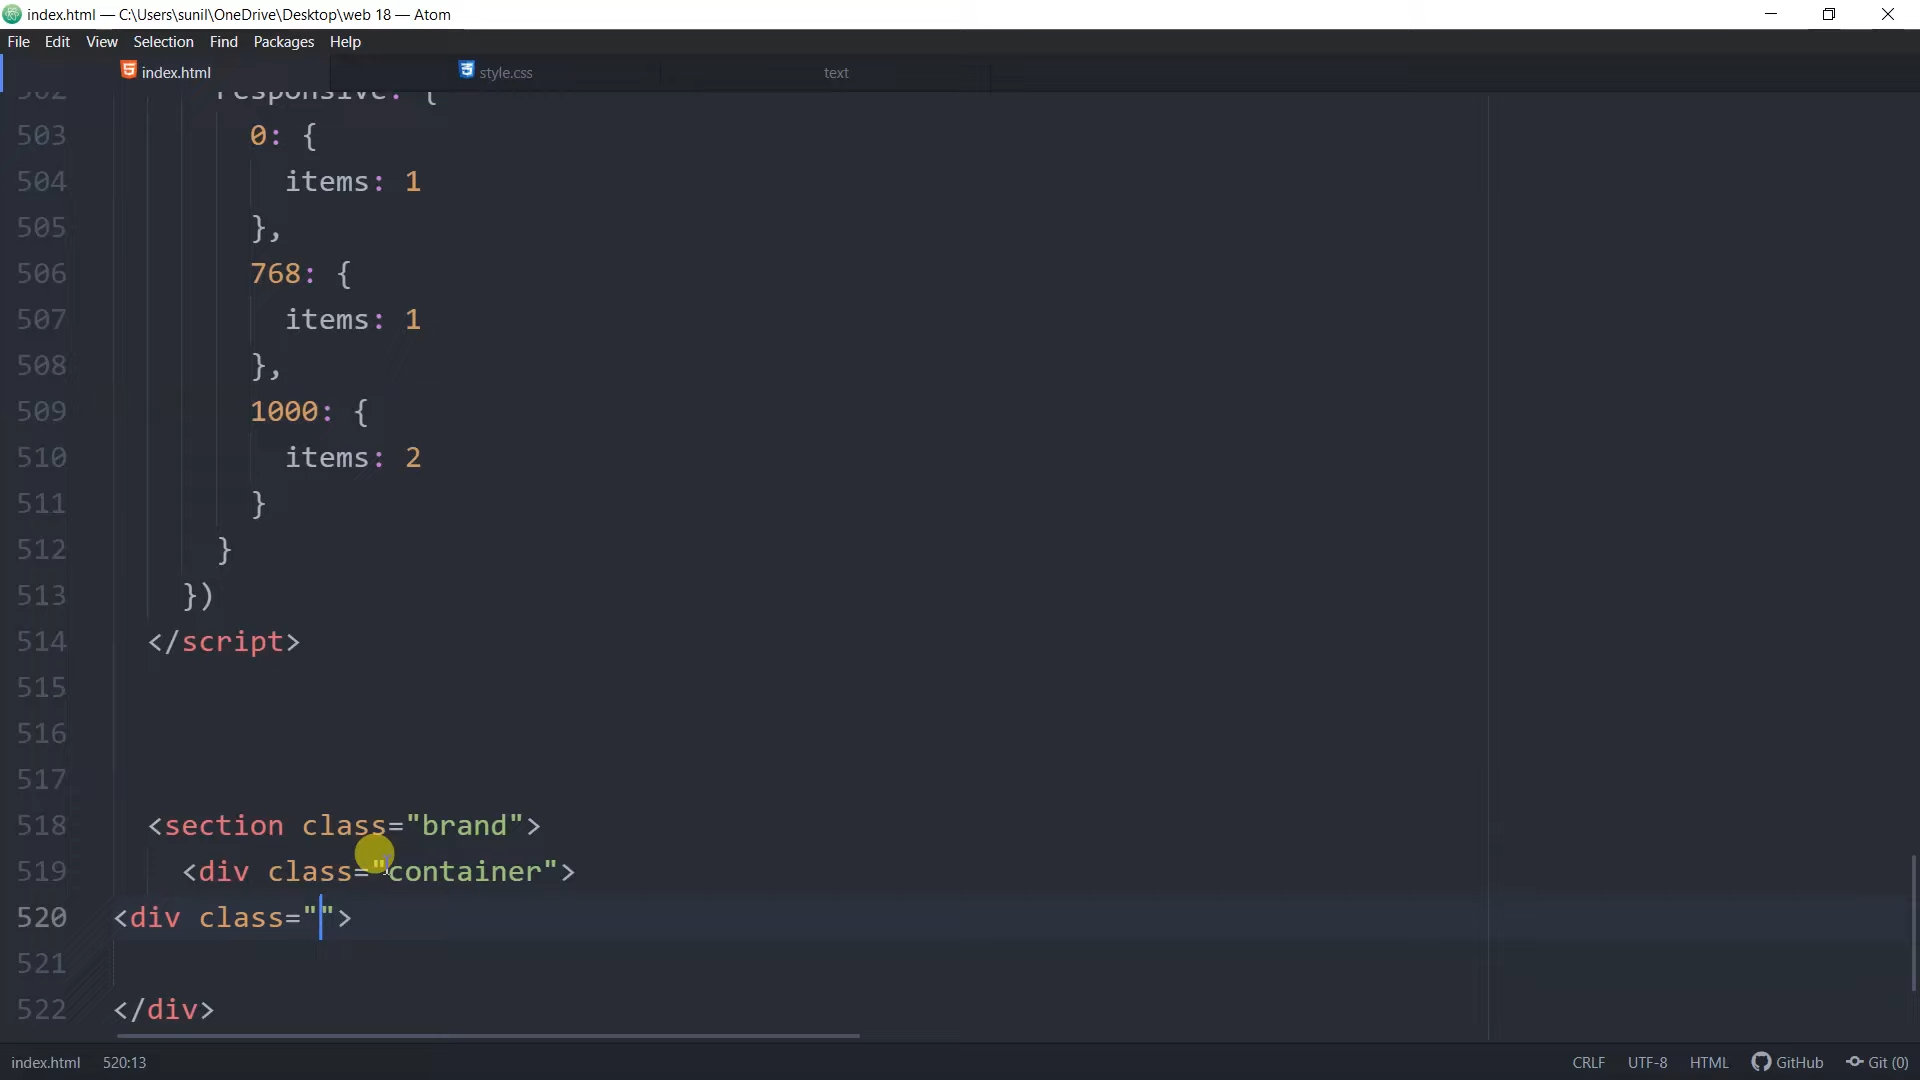 index.html — C:\Users\sunil\OneDrive\Desktop\web 18 — Atom
File Edit View Selection Find Packages Help
index.html style.css text
502 responsive: {
503 0: {
504 items: 1
505 },
506 768: {
507 items: 1
508 },
509 1000: {
510 items: 2
511 }
512 }
513 })
514 </script>
515
516
517
518 <section class="brand">
519 <div class="container">
520 <div class="">
521
522 </div>
index.html 520:13 CRLF UTF-8 HTML GitHub Git (0)